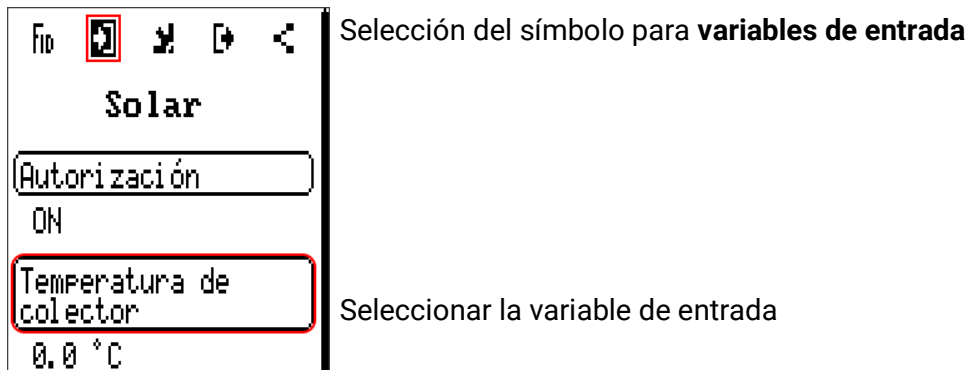 FID
Selección del símbolo para variables de entrada
Solar
Autorización
ON
Temperatura de
colector
Seleccionar la variable de entrada
0.0 °C